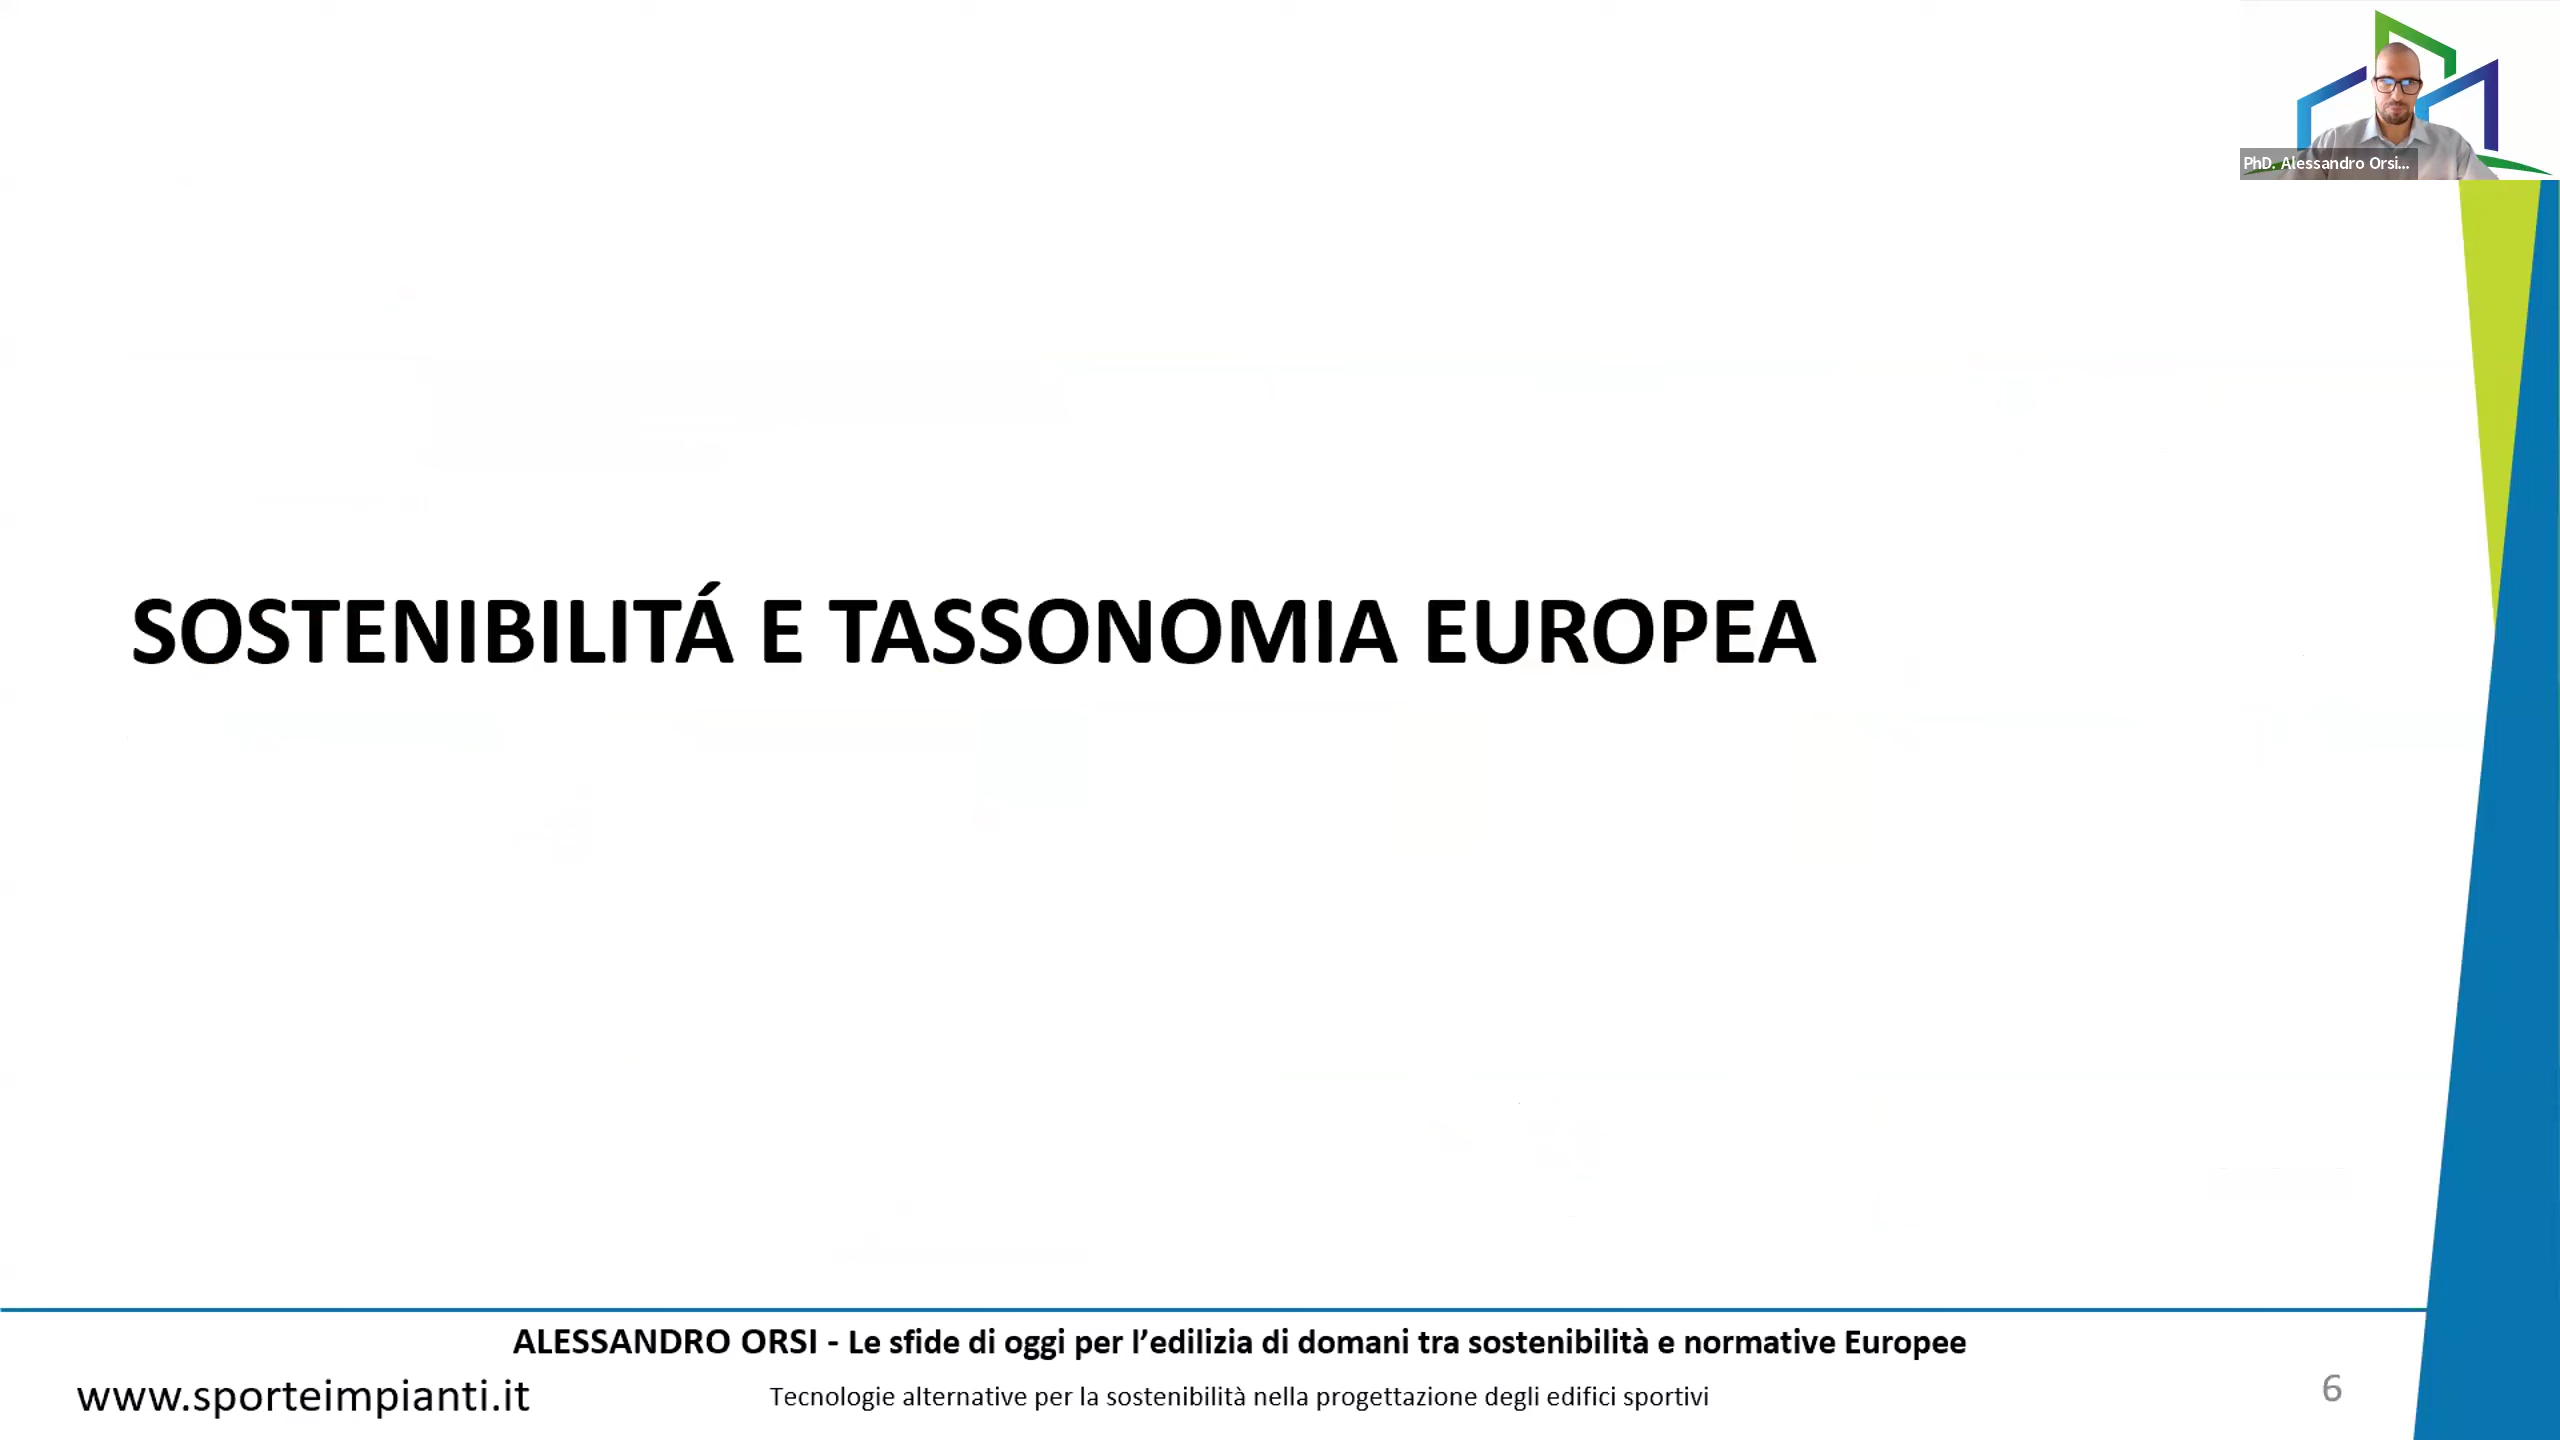 PhD. Alessandro Orsi...
SOSTENIBILITÁ E TASSONOMIA EUROPEA
ALESSANDRO ORSI - Le sfide di oggi per l’edilizia di domani tra sostenibilità e normative Europee
www.sporteimpianti.it
Tecnologie alternative per la sostenibilità nella progettazione degli edifici sportivi
6